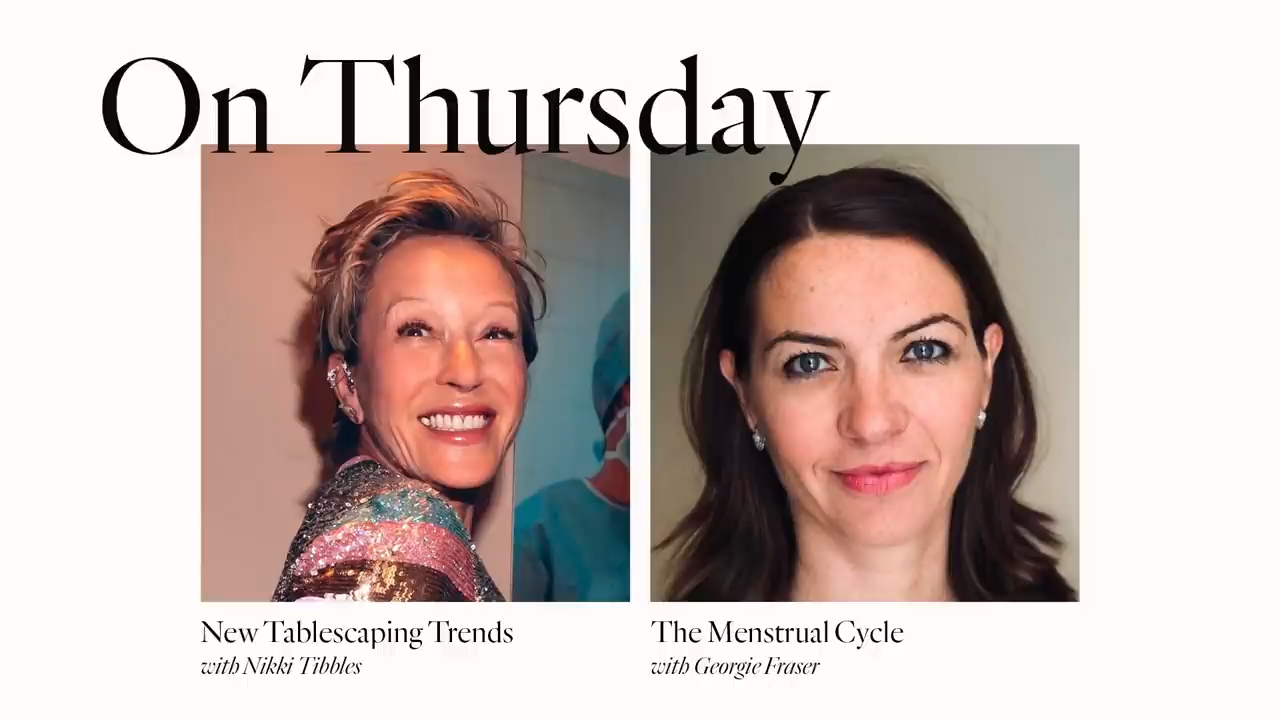 On Thursday
New Tablescaping Trends
with Nikki Tibbles
The Menstrual Cycle
with Georgie Fraser